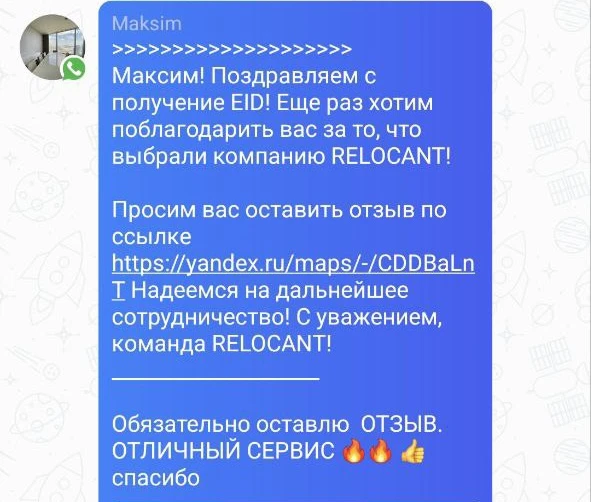 Maksim
>>>>>>>>>>>>>>>>>>>>
Максим! Поздравляем с
получение EID! Еще раз хотим
поблагодарить вас за то, что
выбрали компанию RELOCANT!
Просим вас оставить отзыв по
ссылке
https://yandex.ru/maps/-/CDDBaLn
T Надеемся на дальнейшее
сотрудничество! С уважением,
команда RELOCANT!
___________________
Обязательно оставлю  ОТЗЫВ.
ОТЛИЧНЫЙ СЕРВИС 🔥🔥 👍
спасибо